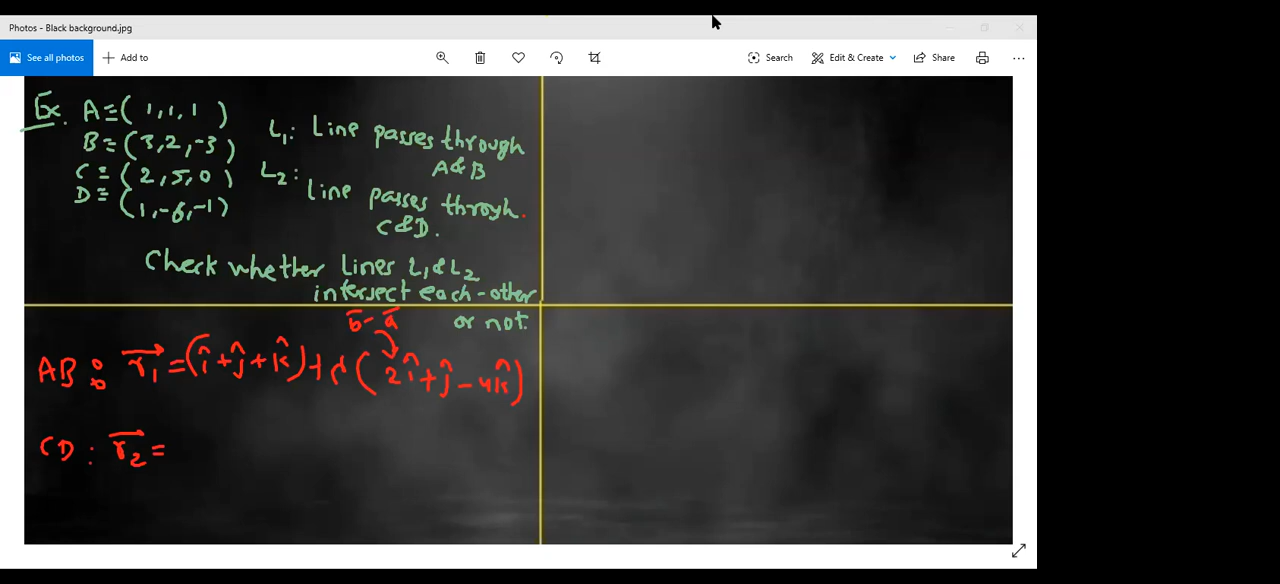 Photos - Black background.jpg
See all photos
Add to
Search
Edit & Create
Share
Ex. A ≡ ( 1, 1, 1 )
B ≡ (3, 2, -3)
C ≡ ( 2, 5, 0 )
D ≡ (1, -6, -1)
L₁: Line passes through
A & B
L₂: Line passes through.
C & D.
Check whether Lines L₁ & L₂
intersect each-other
or not.
b̄ - ā
AB : r₁⃗ = (î + ĵ + k̂) + λ ( 2î + ĵ - 4k̂)
CD : r₂⃗ =